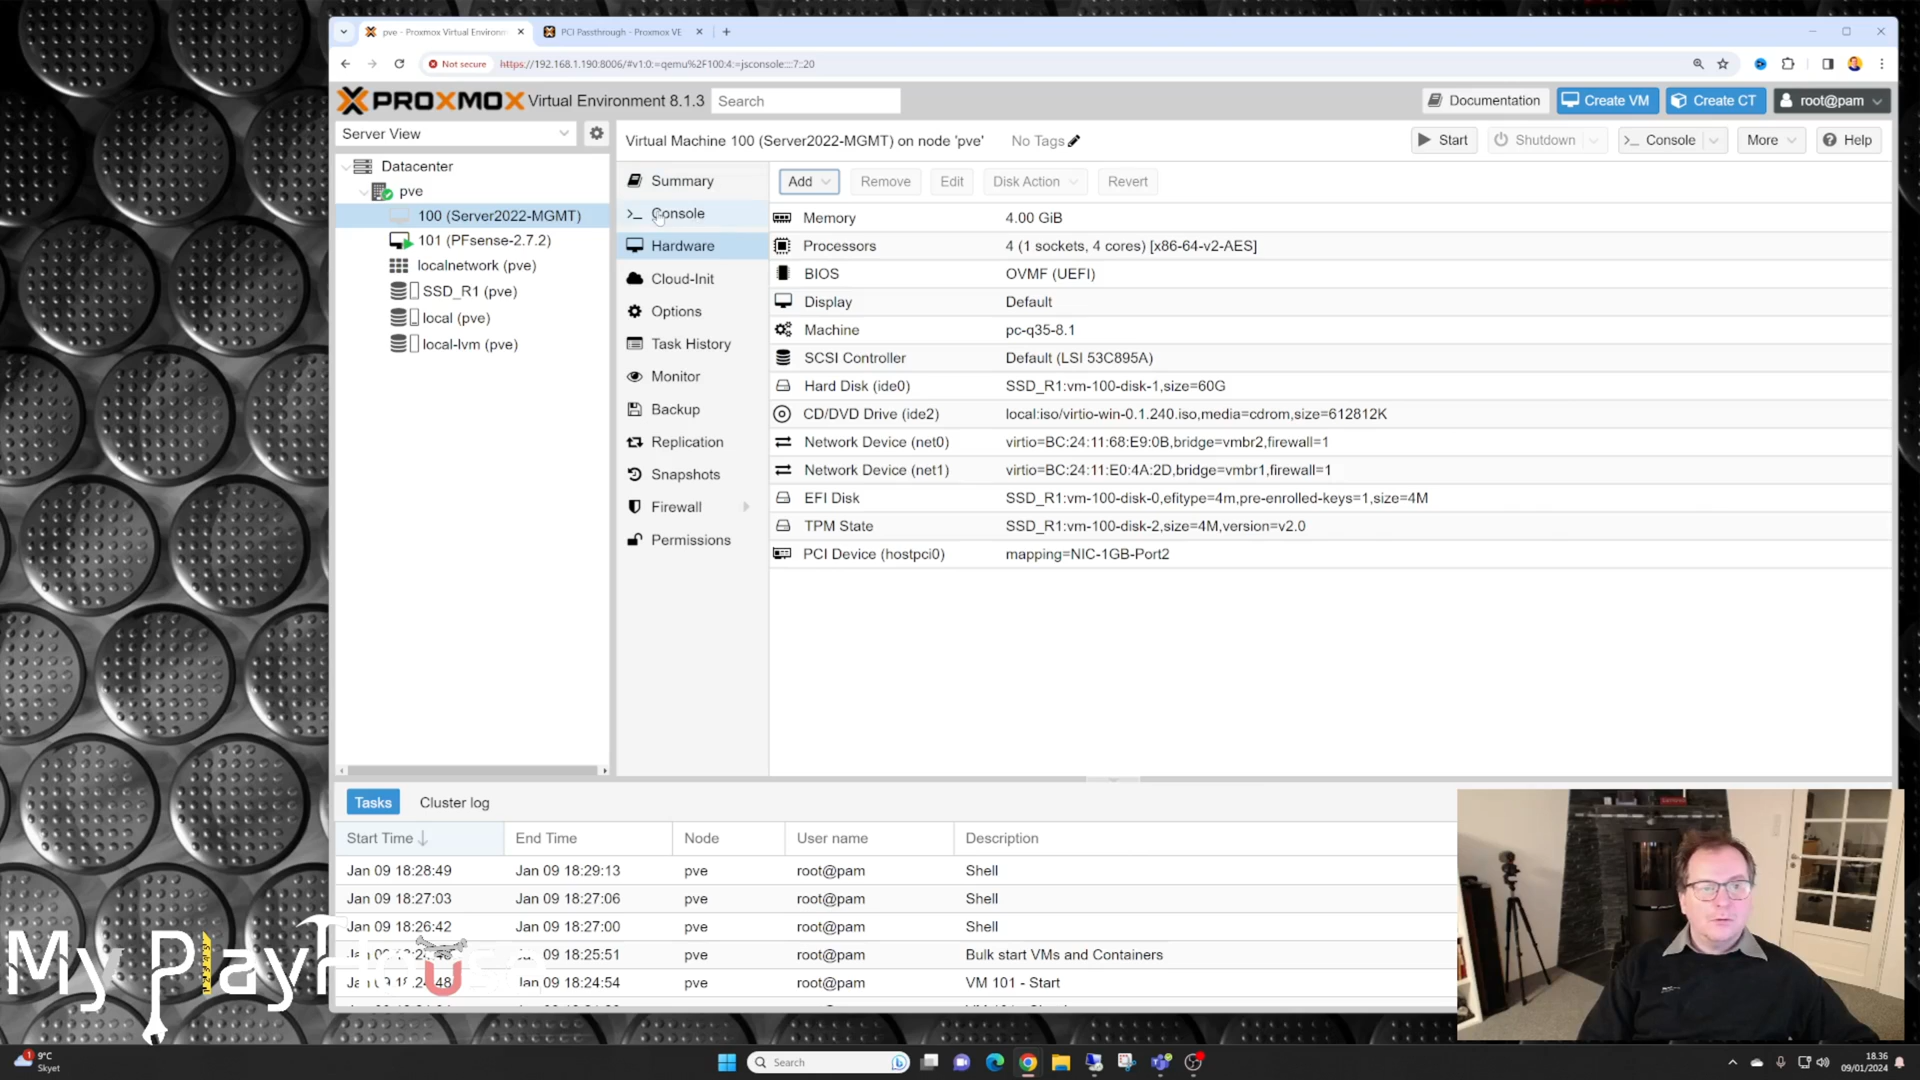 pve - Proxmox Virtual Environm
PCI Passthrough - Proxmox VE
Not secure
https://192.168.1.190:8006/#v1:0:=qemu%2F100:4:=jsconsole::::7::20
PROXMOX Virtual Environment 8.1.3
Search
Documentation
Create VM
Create CT
root@pam
Server View
Virtual Machine 100 (Server2022-MGMT) on node 'pve'
No Tags
Start
Shutdown
Console
More
Help
Datacenter
pve
100 (Server2022-MGMT)
101 (PFsense-2.7.2)
localnetwork (pve)
SSD_R1 (pve)
local (pve)
local-lvm (pve)
Summary
Console
Hardware
Cloud-Init
Options
Task History
Monitor
Backup
Replication
Snapshots
Firewall
Permissions
Add
Remove
Edit
Disk Action
Revert
Memory 4.00 GiB
Processors 4 (1 sockets, 4 cores) [x86-64-v2-AES]
BIOS OVMF (UEFI)
Display Default
Machine pc-q35-8.1
SCSI Controller Default (LSI 53C895A)
Hard Disk (ide0) SSD_R1:vm-100-disk-1,size=60G
CD/DVD Drive (ide2) local:iso/virtio-win-0.1.240.iso,media=cdrom,size=612812K
Network Device (net0) virtio=BC:24:11:68:E9:0B,bridge=vmbr2,firewall=1
Network Device (net1) virtio=BC:24:11:E0:4A:2D,bridge=vmbr1,firewall=1
EFI Disk SSD_R1:vm-100-disk-0,efitype=4m,pre-enrolled-keys=1,size=4M
TPM State SSD_R1:vm-100-disk-2,size=4M,version=v2.0
PCI Device (hostpci0) mapping=NIC-1GB-Port2
Tasks
Cluster log
Start Time End Time Node User name Description
Jan 09 18:28:49 Jan 09 18:29:13 pve root@pam Shell
Jan 09 18:27:03 Jan 09 18:27:06 pve root@pam Shell
Jan 09 18:26:42 Jan 09 18:27:00 pve root@pam Shell
18:25:51 pve root@pam Bulk start VMs and Containers
Jan 09 18:24:54 pve root@pam VM 101 - Start
My PlayHouse
1
9°C
Skyet
Search
18.36
09/01/2024